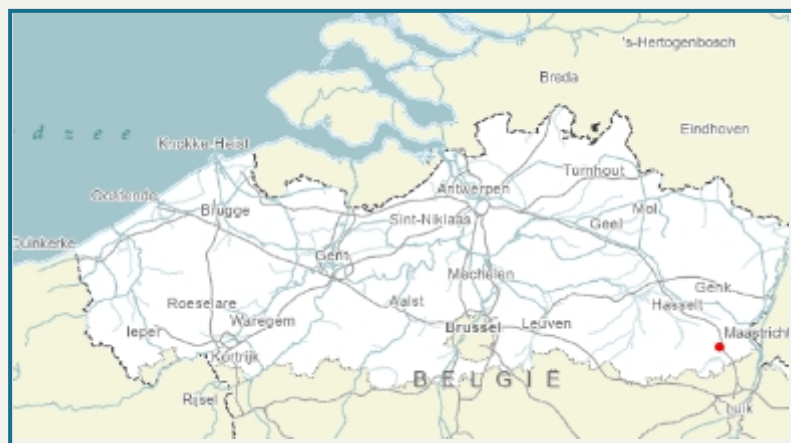 's-Hertogenbosch
Breda
Eindhoven
d z e e
Knokke-Heist
Turnhout
Antwerpen
Oostende
Mol
Brugge
Sint-Niklaas
Geel
Duinkerke
Gent
Mechelen
Genk
Roeselare
Aalst
Hasselt
Waregem
Brussel
Leuven
Ieper
Maastricht
Kortrijk
BELGIË
Rijsel
Luik